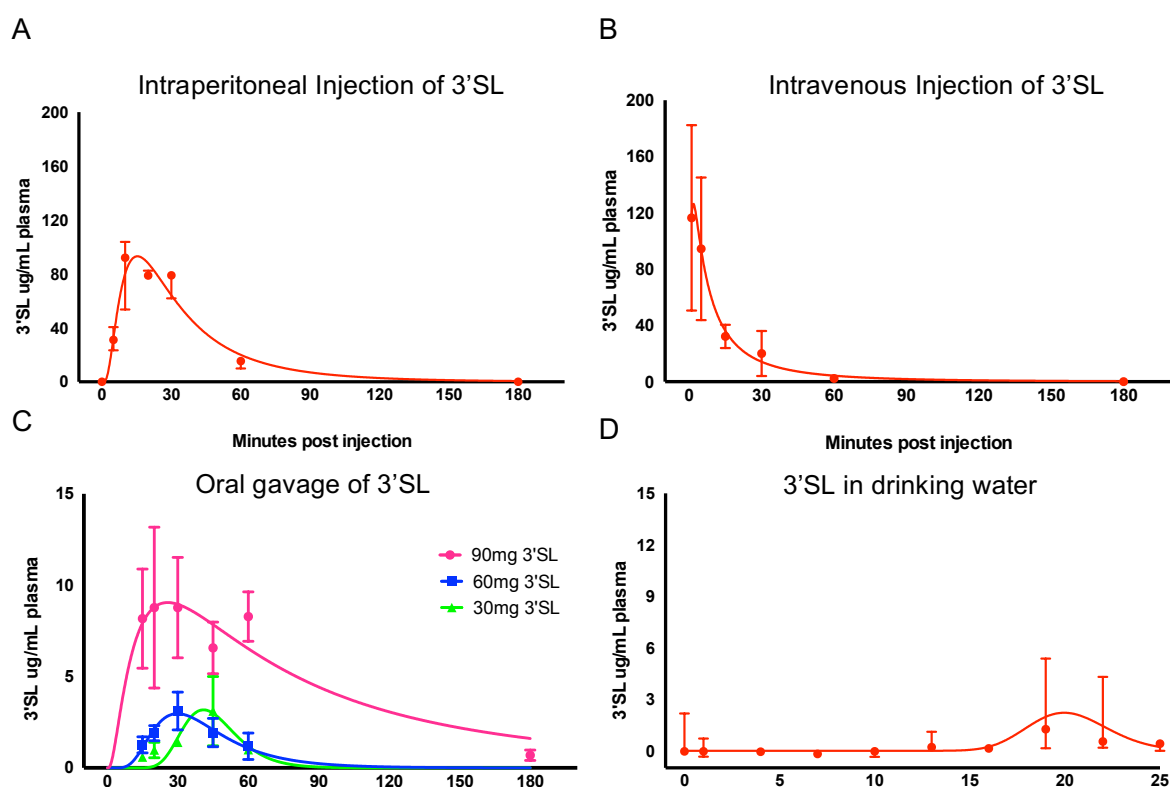 A
Intraperitoneal Injection of 3’SL
3'SL ug/mL plasma
200
160
120
80
40
0
0 30 60 90 120 150 180
Minutes post injection
B
Intravenous Injection of 3’SL
3'SL ug/mL plasma
200
160
120
80
40
0
0 30 60 90 120 150 180
Minutes post injection
C
Oral gavage of 3’SL
3'SL ug/mL plasma
15
10
5
0
90mg 3'SL
60mg 3'SL
30mg 3'SL
0 30 60 90 120 150 180
D
3’SL in drinking water
3'SL ug/mL plasma
15
12
9
6
3
0
0 5 10 15 20 25